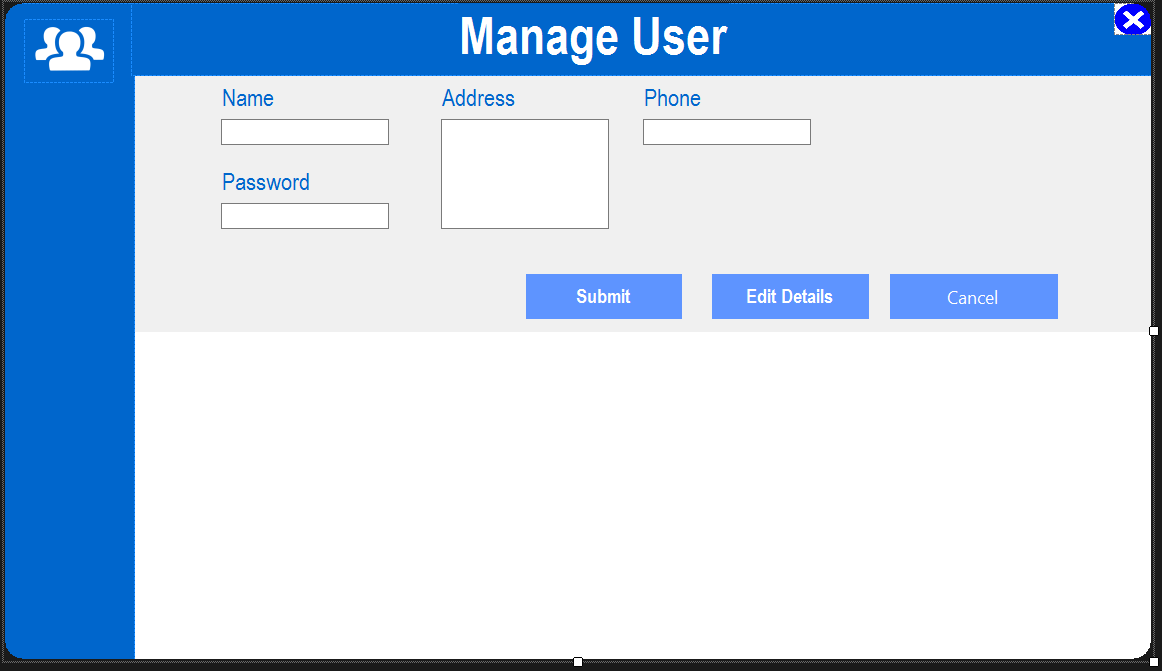 Manage User
Name
Address
Phone
Password
Submit
Edit Details
Cancel